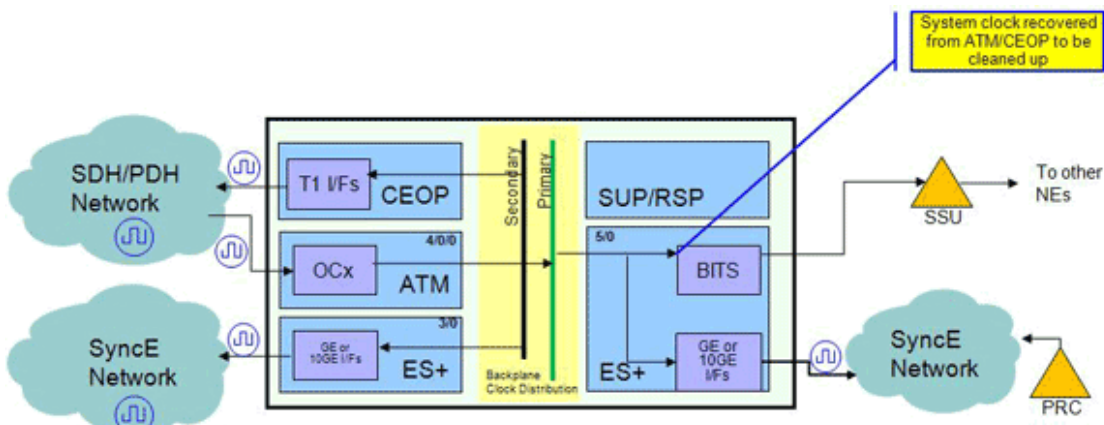 System clock recovered
from ATM/CEOP to be
cleaned up
SDH/PDH
Network
T1 I/Fs
CEOP
Secondary
Primary
SUP/RSP
To other
NEs
SSU
4/0/0
OCx
ATM
5/0
BITS
3/0
GE or
10GE I/Fs
ES+
Backplane
Clock Distribution
GE or
10GE
I/Fs
ES+
SyncE
Network
SyncE
Network
PRC